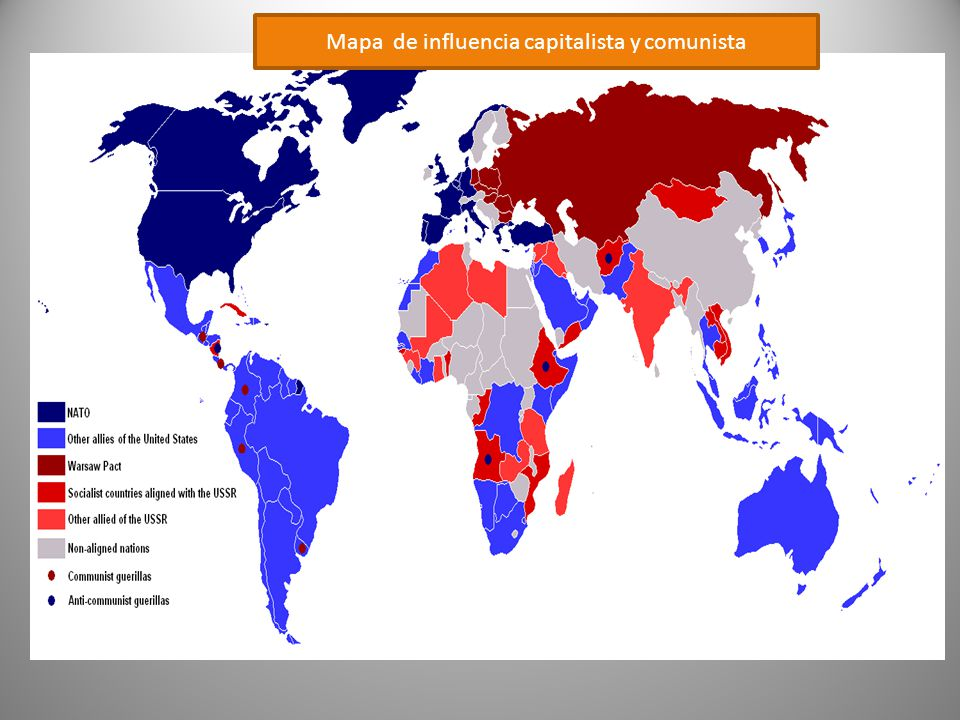 Mapa de influencia capitalista y comunista
NATO
Other allies of the United States
Warsaw Pact
Socialist countries aligned with the USSR
Other allied of the USSR
Non-aligned nations
Communist guerillas
Anti-communist guerillas